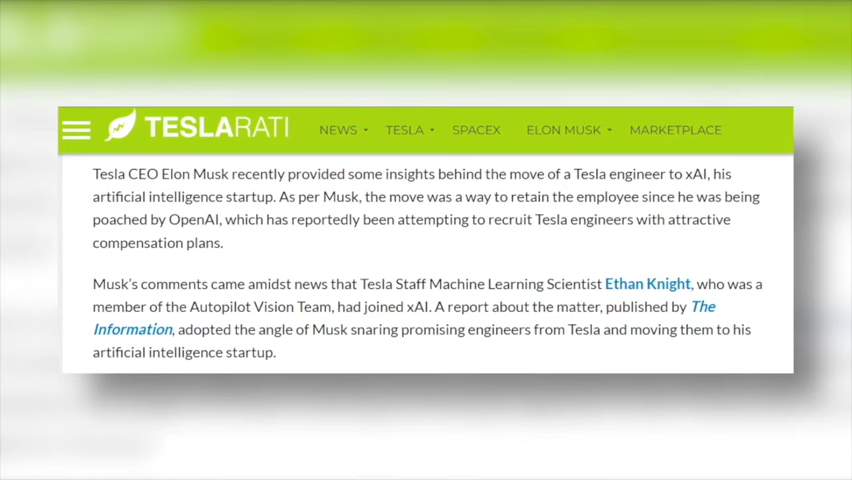 TESLARATI NEWS TESLA SPACEX ELON MUSK MARKETPLACE
Tesla CEO Elon Musk recently provided some insights behind the move of a Tesla engineer to xAI, his
artificial intelligence startup. As per Musk, the move was a way to retain the employee since he was being
poached by OpenAI, which has reportedly been attempting to recruit Tesla engineers with attractive
compensation plans.
Musk’s comments came amidst news that Tesla Staff Machine Learning Scientist Ethan Knight, who was a
member of the Autopilot Vision Team, had joined xAI. A report about the matter, published by The
Information, adopted the angle of Musk snaring promising engineers from Tesla and moving them to his
artificial intelligence startup.